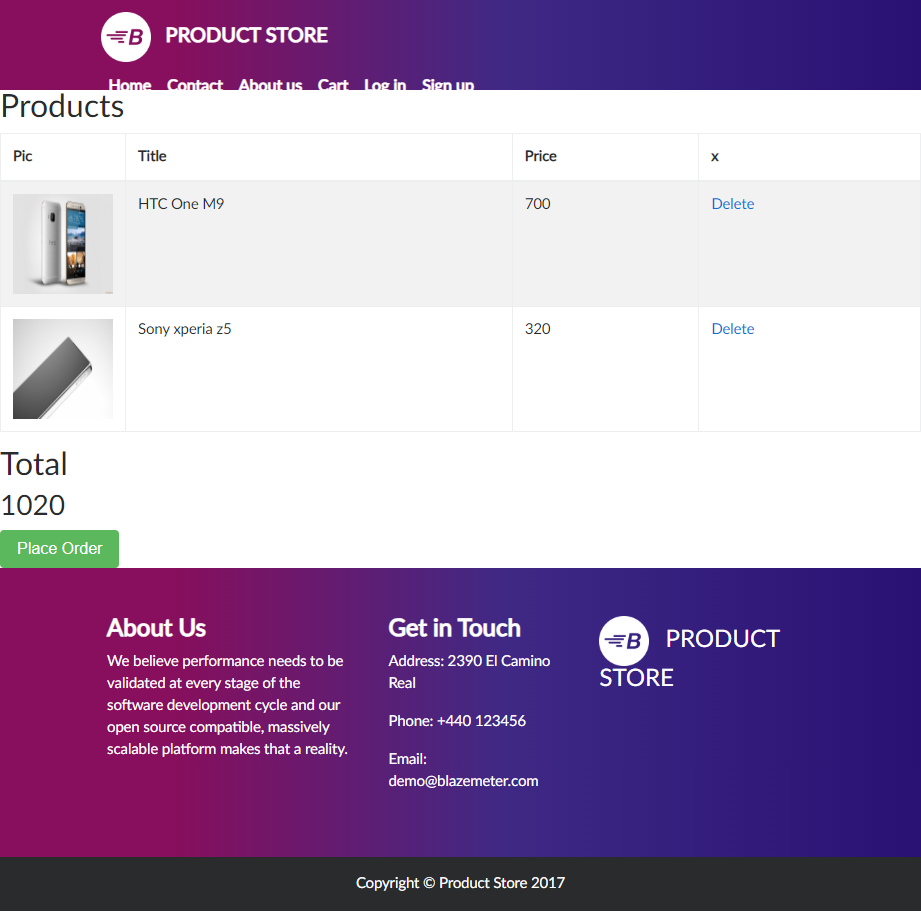 B PRODUCT STORE
Home Contact About us Cart Log in Sign up
Products
Pic Title Price x
HTC One M9 700 Delete
Sony xperia z5 320 Delete
Total
1020
Place Order
About Us
We believe performance needs to be
validated at every stage of the
software development cycle and our
open source compatible, massively
scalable platform makes that a reality.
Get in Touch
Address: 2390 El Camino
Real
Phone: +440 123456
Email:
demo@blazemeter.com
B PRODUCT
STORE
Copyright © Product Store 2017